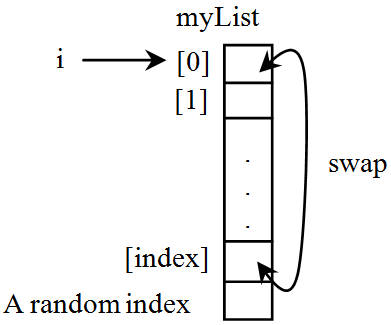 myList
i
[0]
[1]
.
.
.
swap
[index]
A random index